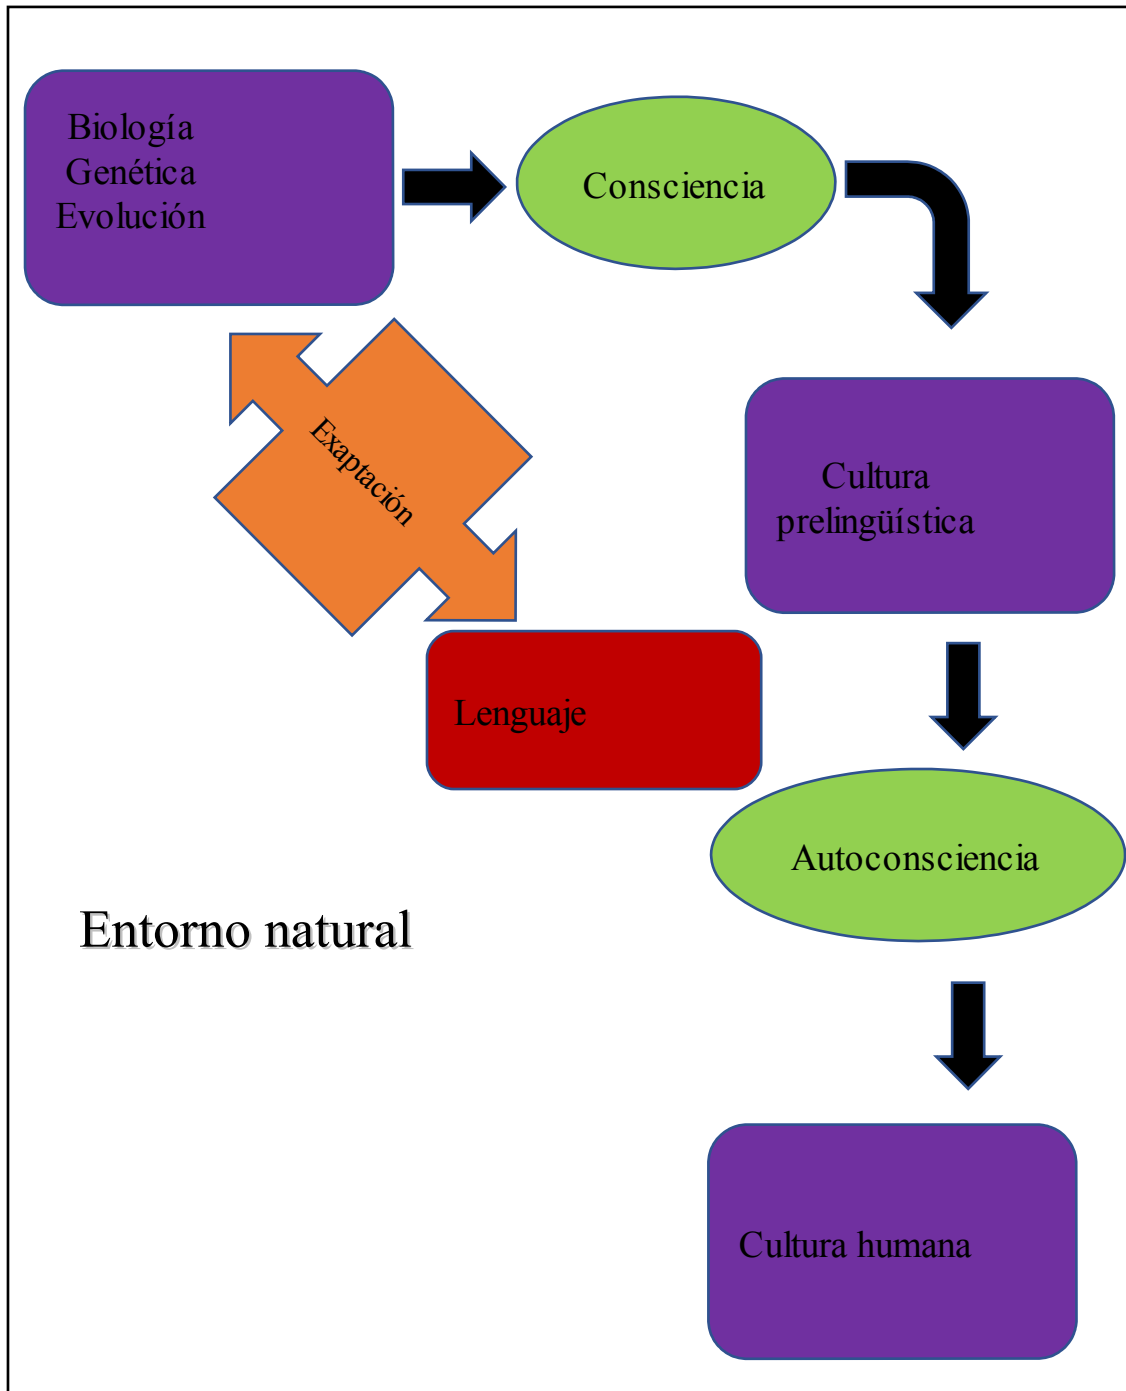 Biología
Genética
Evolución
Consciencia
Exaptación
Cultura
prelingüística
Lenguaje
Autoconsciencia
Entorno natural
Cultura humana